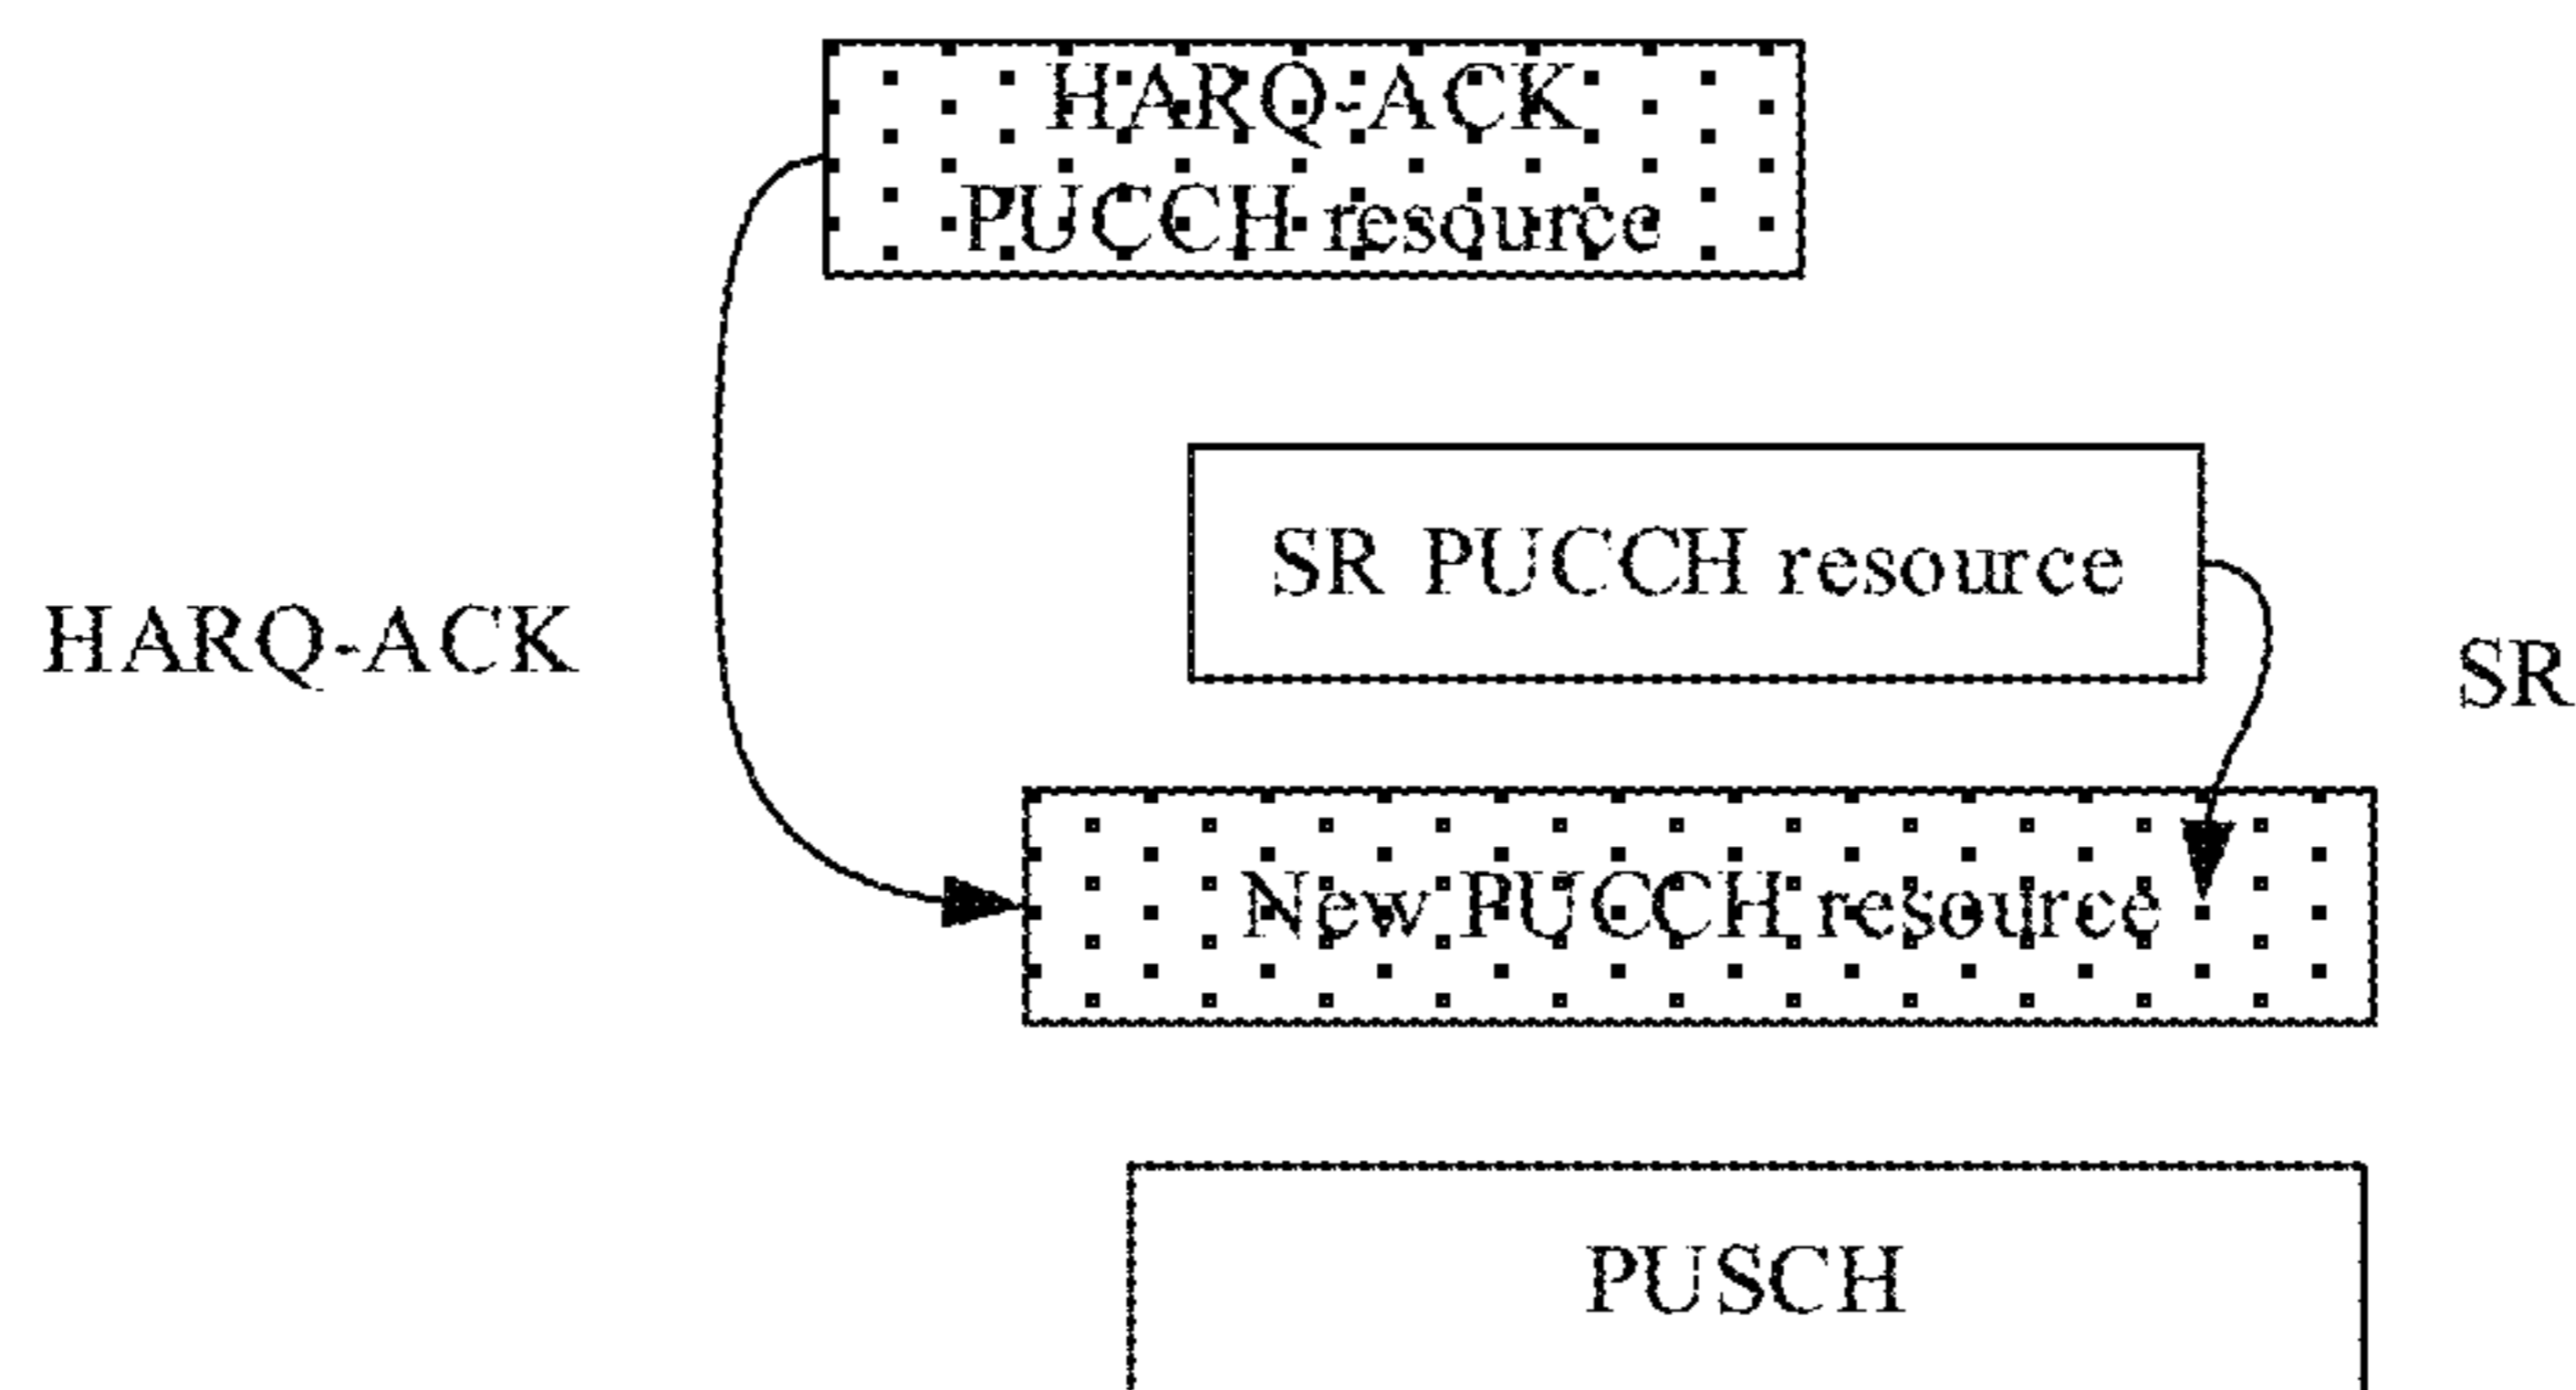 HARQ-ACK
PUCCH resource
SR PUCCH resource
HARQ-ACK
SR
New PUCCH resource
PUSCH